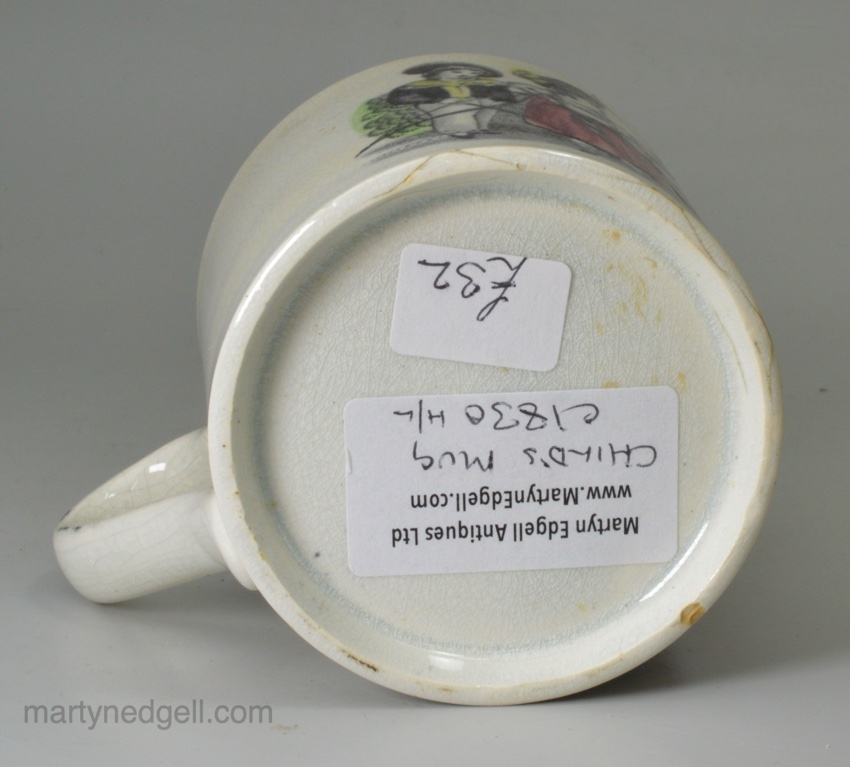 Martyn Edgell Antiques Ltd
www.MartynEdgell.com
CHILD'S MUG
C1830 H/L
£32
martynedgell.com